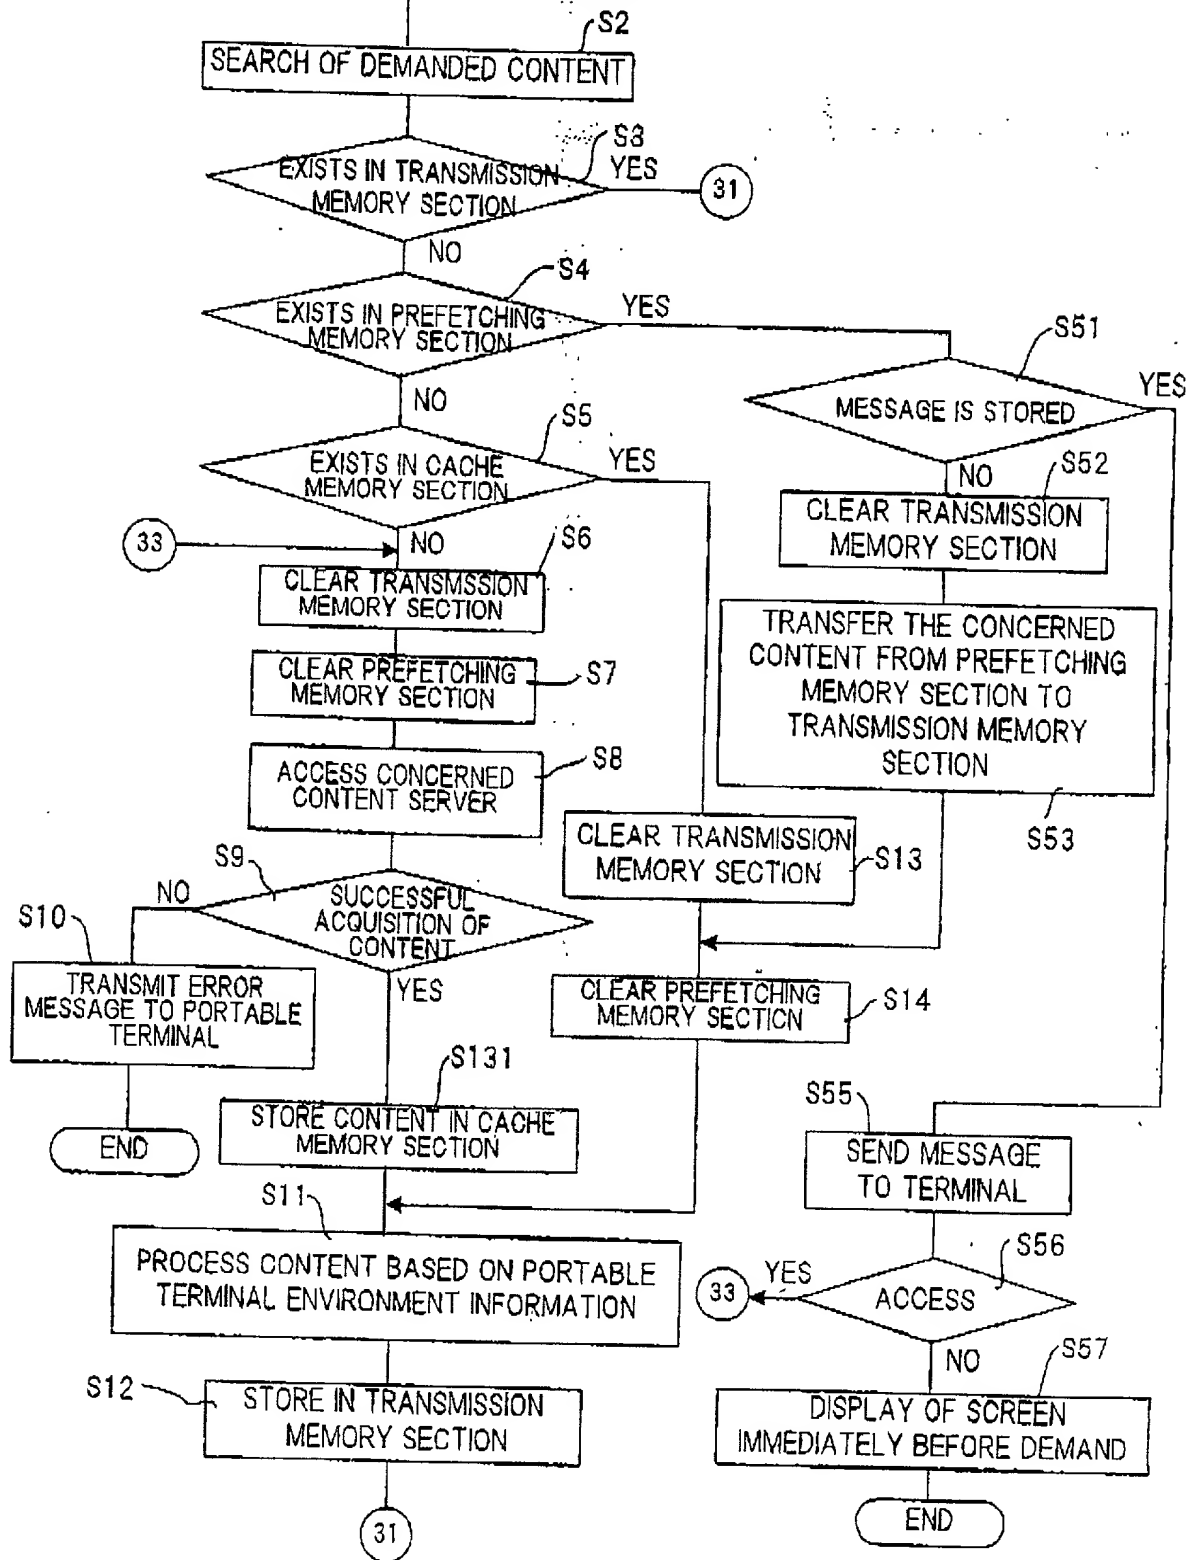 S2
SEARCH OF DEMANDED CONTENT
S3
EXISTS IN TRANSMISSION
MEMORY SECTION
YES
31
NO
S4
EXISTS IN PREFETCHING
MEMORY SECTION
YES
NO
S51
MESSAGE IS STORED
YES
NO
S5
EXISTS IN CACHE
MEMORY SECTION
YES
NO
S52
CLEAR TRANSMISSION
MEMORY SECTION
33
S6
CLEAR TRANSMSSION
MEMORY SECTION
TRANSFER THE CONCERNED
CONTENT FROM PREFETCHING
MEMORY SECTION TO
TRANSMISSION MEMORY
SECTION
S53
CLEAR PREFETCHING
MEMORY SECTION
S7
ACCESS CONCERNED
CONTENT SERVER
S8
CLEAR TRANSMISSION
MEMORY SECTION
S13
S9
SUCCESSFUL
ACQUISITION OF
CONTENT
NO
YES
S10
TRANSMIT ERROR
MESSAGE TO PORTABLE
TERMINAL
END
CLEAR PREFETCHING
MEMORY SECTION
S14
S131
STORE CONTENT IN CACHE
MEMORY SECTION
S55
SEND MESSAGE
TO TERMINAL
S11
PROCESS CONTENT BASED ON PORTABLE
TERMINAL ENVIRONMENT INFORMATION
S56
ACCESS
YES
33
NO
S12
STORE IN TRANSMISSION
MEMORY SECTION
31
S57
DISPLAY OF SCREEN
IMMEDIATELY BEFORE DEMAND
END